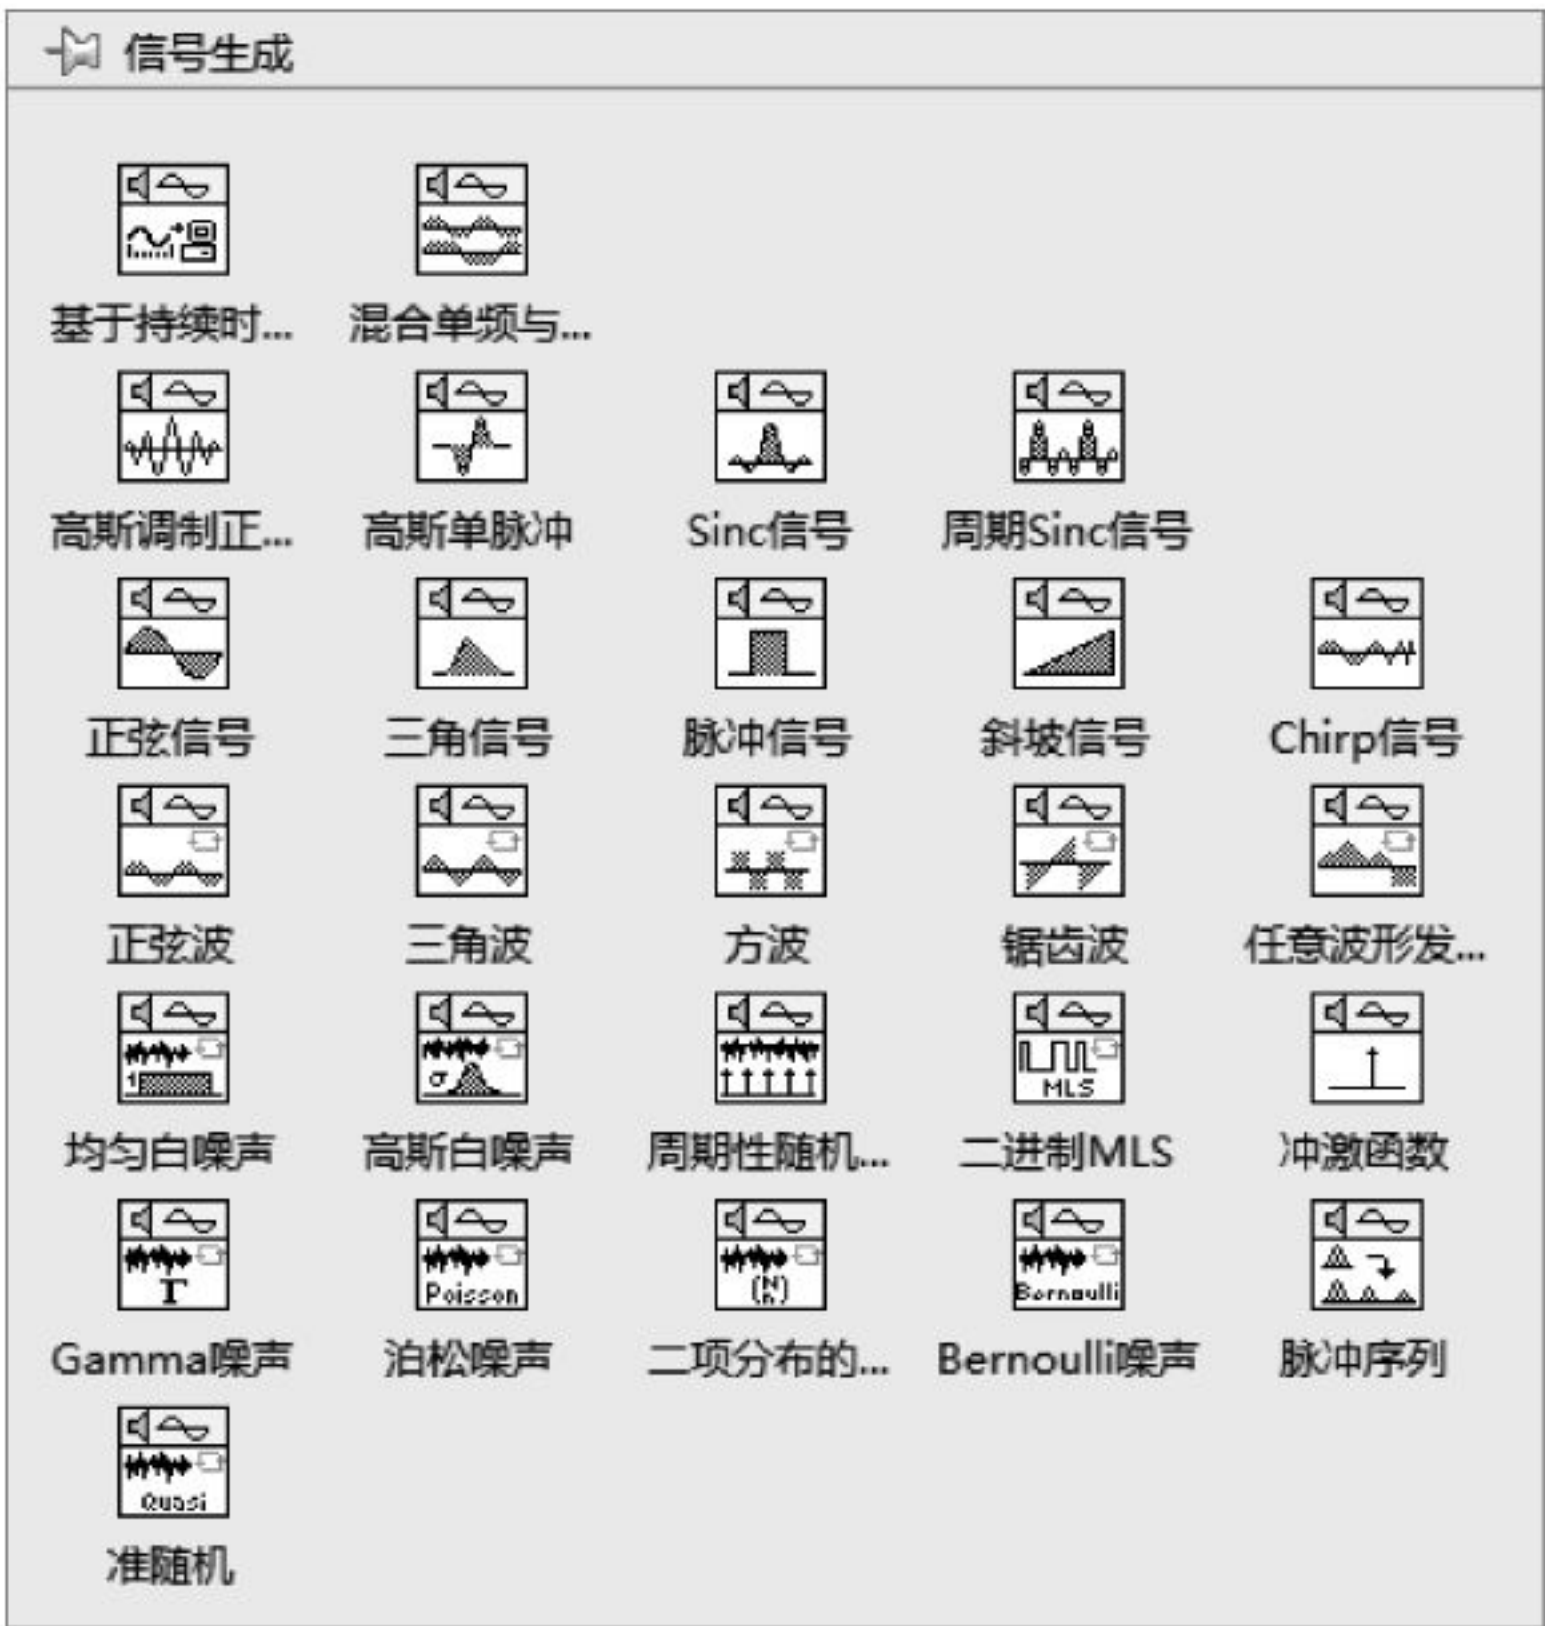 信号生成
基于持续时... 混合单频与...
高斯调制正... 高斯单脉冲 Sinc信号 周期Sinc信号
正弦信号 三角信号 脉冲信号 斜坡信号 Chirp信号
正弦波 三角波 方波 锯齿波 任意波形发...
1 σ MLS
均匀白噪声 高斯白噪声 周期性随机... 二进制MLS 冲激函数
Γ Poisson (N n) Bernoulli
Gamma噪声 泊松噪声 二项分布的... Bernoulli噪声 脉冲序列
Quasi
准随机